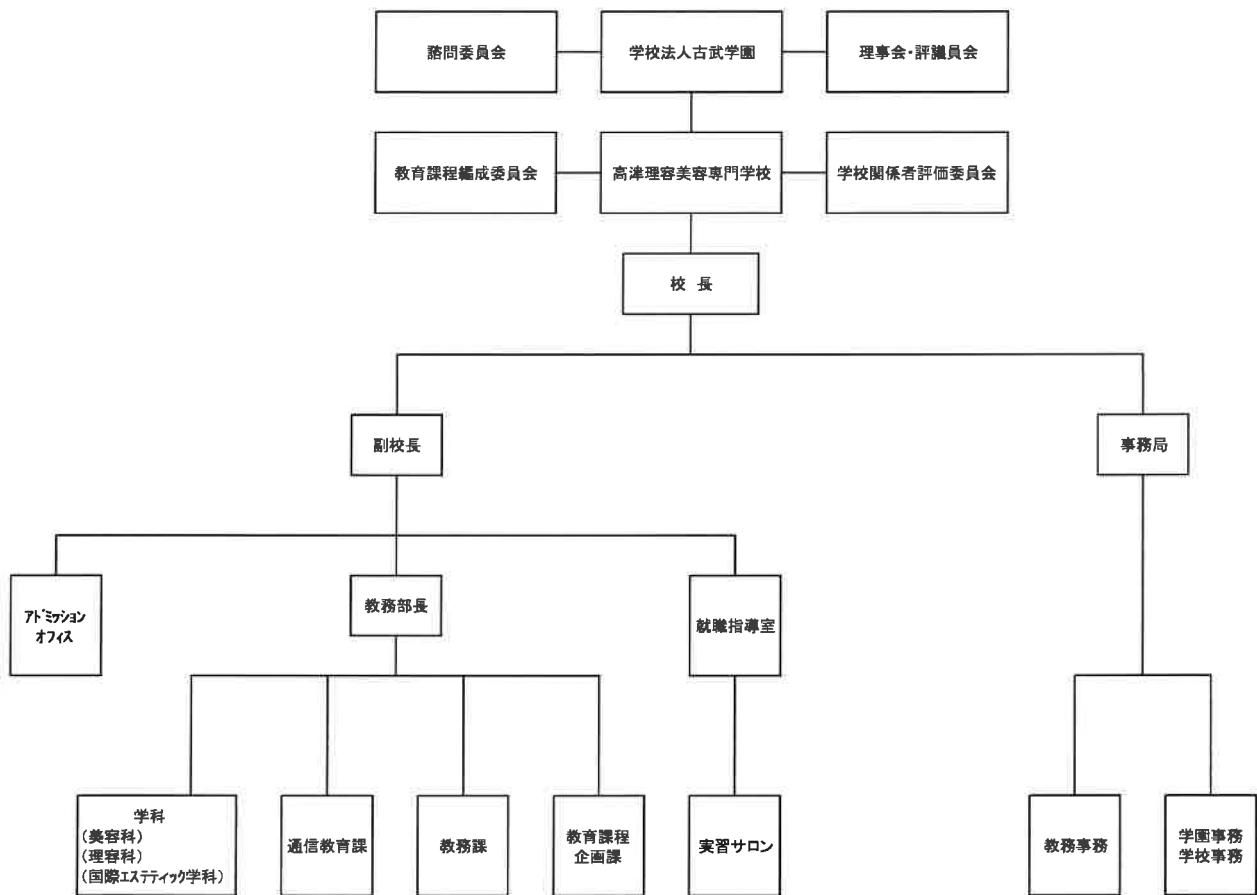 諮問委員会
学校法人古武学園
理事会・評議員会
教育課程編成委員会
高津理容美容専門学校
学校関係者評価委員会
校 長
副校長
事務局
アドミッション
オフィス
教務部長
就職指導室
学科
(美容科)
(理容科)
(国際エステティック学科)
通信教育課
教務課
教育課程
企画課
実習サロン
教務事務
学園事務
学校事務